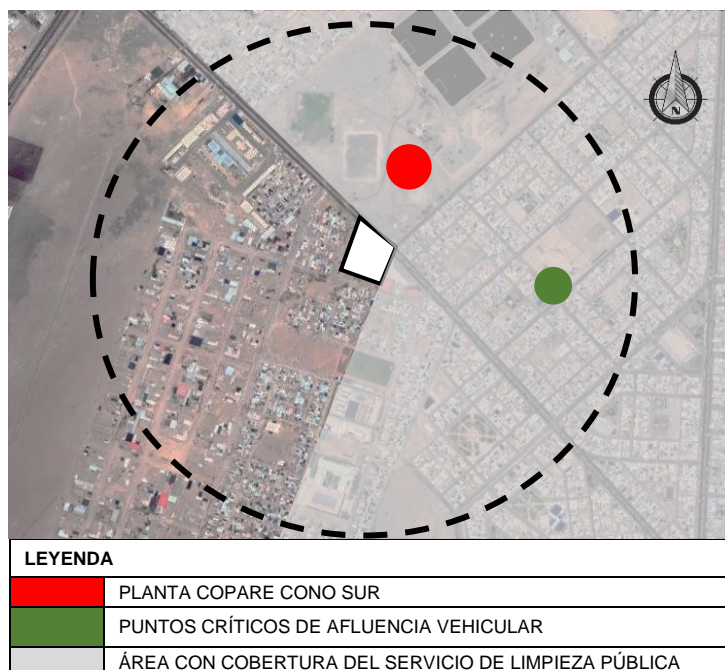 N
LEYENDA
PLANTA COPARE CONO SUR
PUNTOS CRÍTICOS DE AFLUENCIA VEHICULAR
ÁREA CON COBERTURA DEL SERVICIO DE LIMPIEZA PÚBLICA